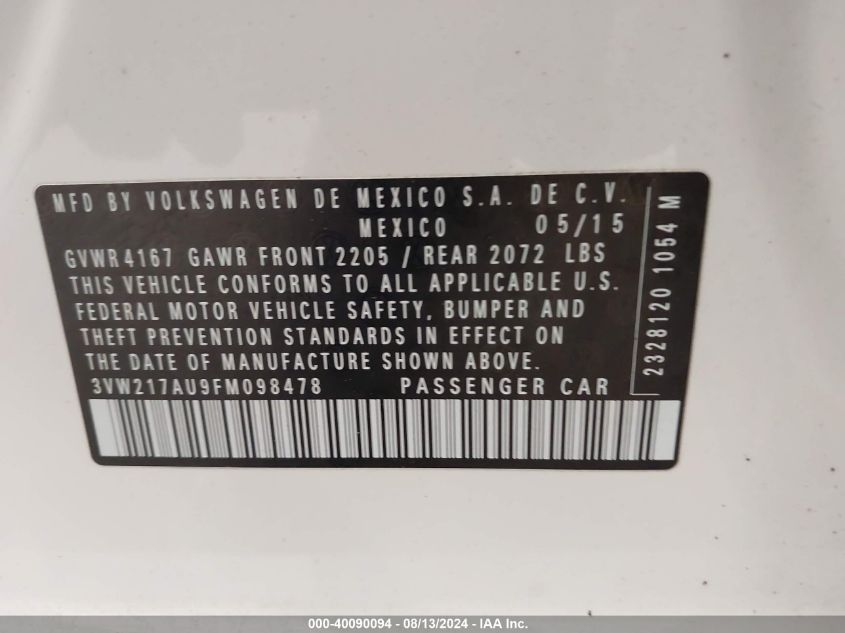 MFD BY VOLKSWAGEN DE MEXICO S.A. DE C.V.
MEXICO 05/15
GVWR 4167 GAWR FRONT 2205 / REAR 2072 LBS
THIS VEHICLE CONFORMS TO ALL APPLICABLE U.S.
FEDERAL MOTOR VEHICLE SAFETY, BUMPER AND
THEFT PREVENTION STANDARDS IN EFFECT ON
THE DATE OF MANUFACTURE SHOWN ABOVE.
3VW217AU9FM098478 PASSENGER CAR
2328120 1054 M
000-40090094 - 08/13/2024 - IAA Inc.